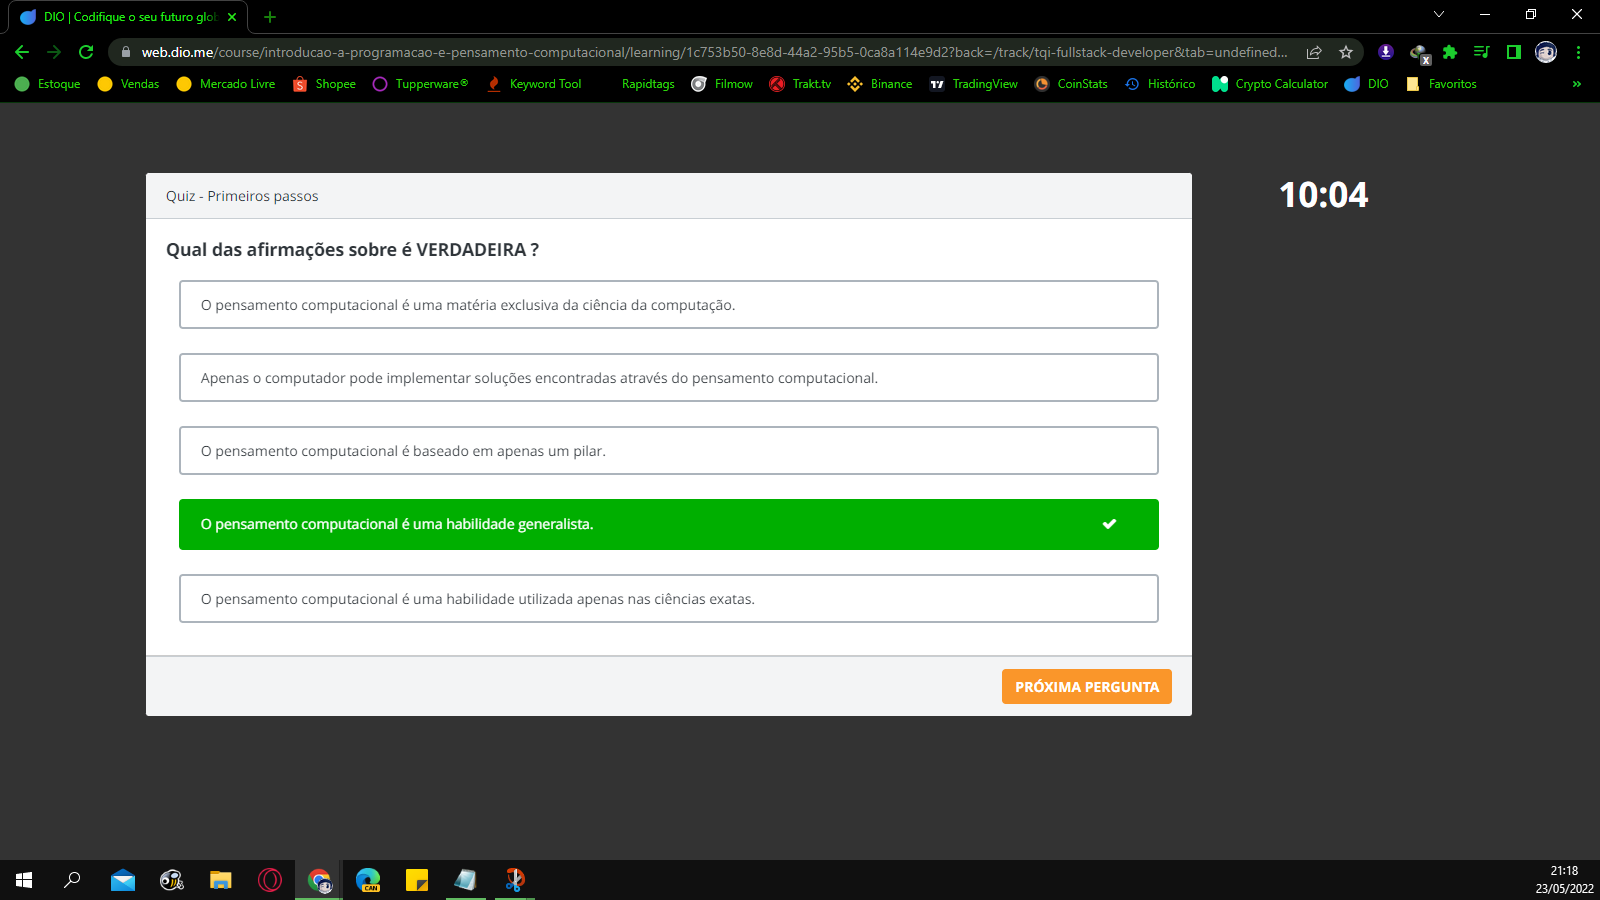 DIO | Codifique o seu futuro glob
web.dio.me/course/introducao-a-programacao-e-pensamento-computacional/learning/1c753b50-8e8d-44a2-95b5-0ca8a114e9d2?back=/track/tqi-fullstack-developer&tab=undefined...
Estoque Vendas Mercado Livre Shopee Tupperware® Keyword Tool Rapidtags Filmow Trakt.tv Binance TradingView CoinStats Histórico Crypto Calculator DIO Favoritos »
Quiz - Primeiros passos
10:04
Qual das afirmações sobre é VERDADEIRA ?
O pensamento computacional é uma matéria exclusiva da ciência da computação.
Apenas o computador pode implementar soluções encontradas através do pensamento computacional.
O pensamento computacional é baseado em apenas um pilar.
O pensamento computacional é uma habilidade generalista.
O pensamento computacional é uma habilidade utilizada apenas nas ciências exatas.
PRÓXIMA PERGUNTA
CAN
21:18
23/05/2022